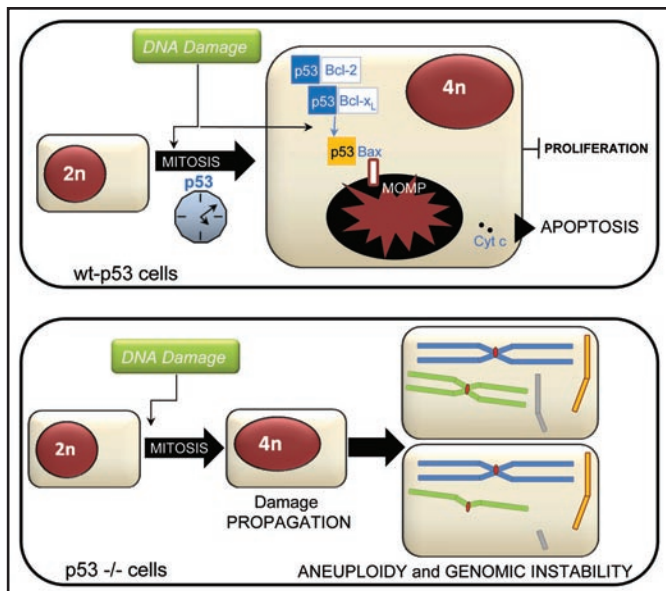 DNA Damage
p53 Bcl-2
p53 Bcl-xL
4n
2n
MITOSIS
p53
p53 Bax
MOMP
PROLIFERATION
Cyt c
APOPTOSIS
wt-p53 cells
DNA Damage
2n
MITOSIS
4n
Damage
PROPAGATION
p53 -/- cells
ANEUPLOIDY and GENOMIC INSTABILITY